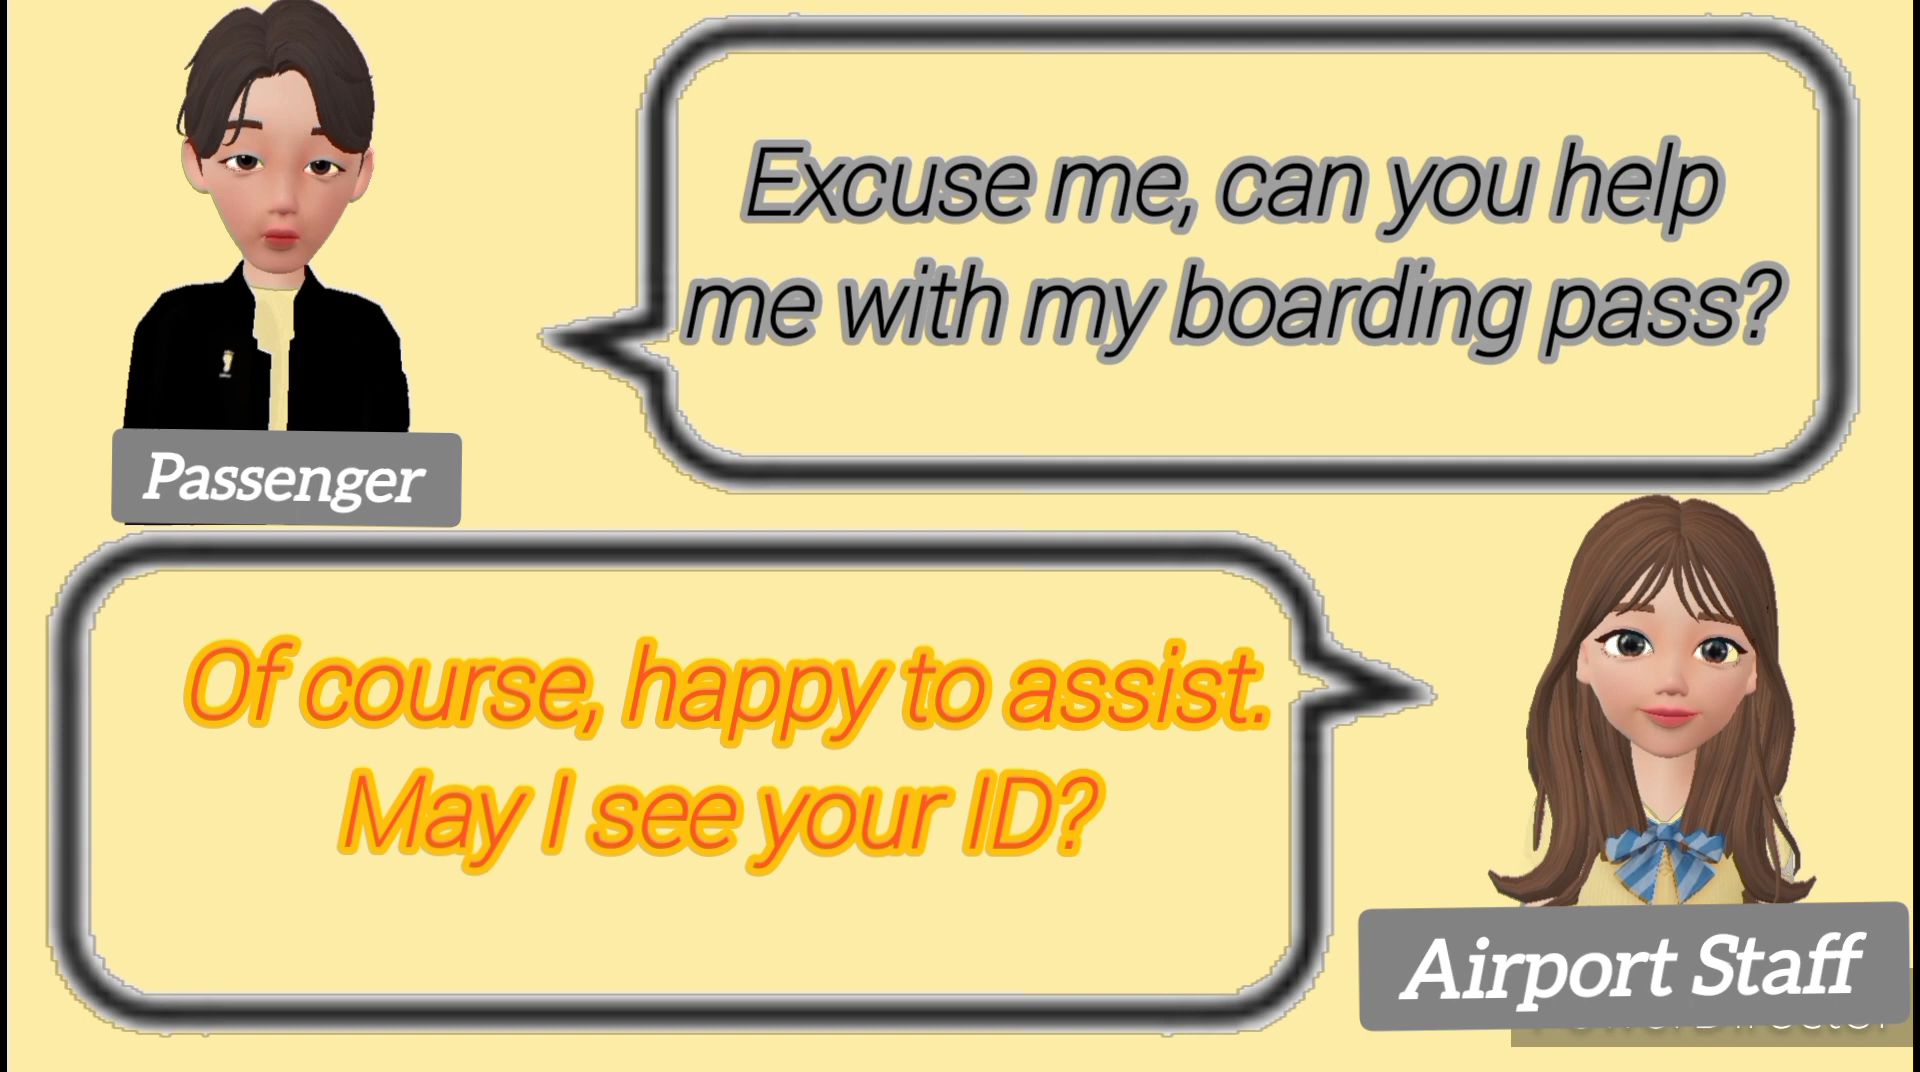 Excuse me, can you help
me with my boarding pass?
Passenger
Of course, happy to assist.
May I see your ID?
Airport Staff